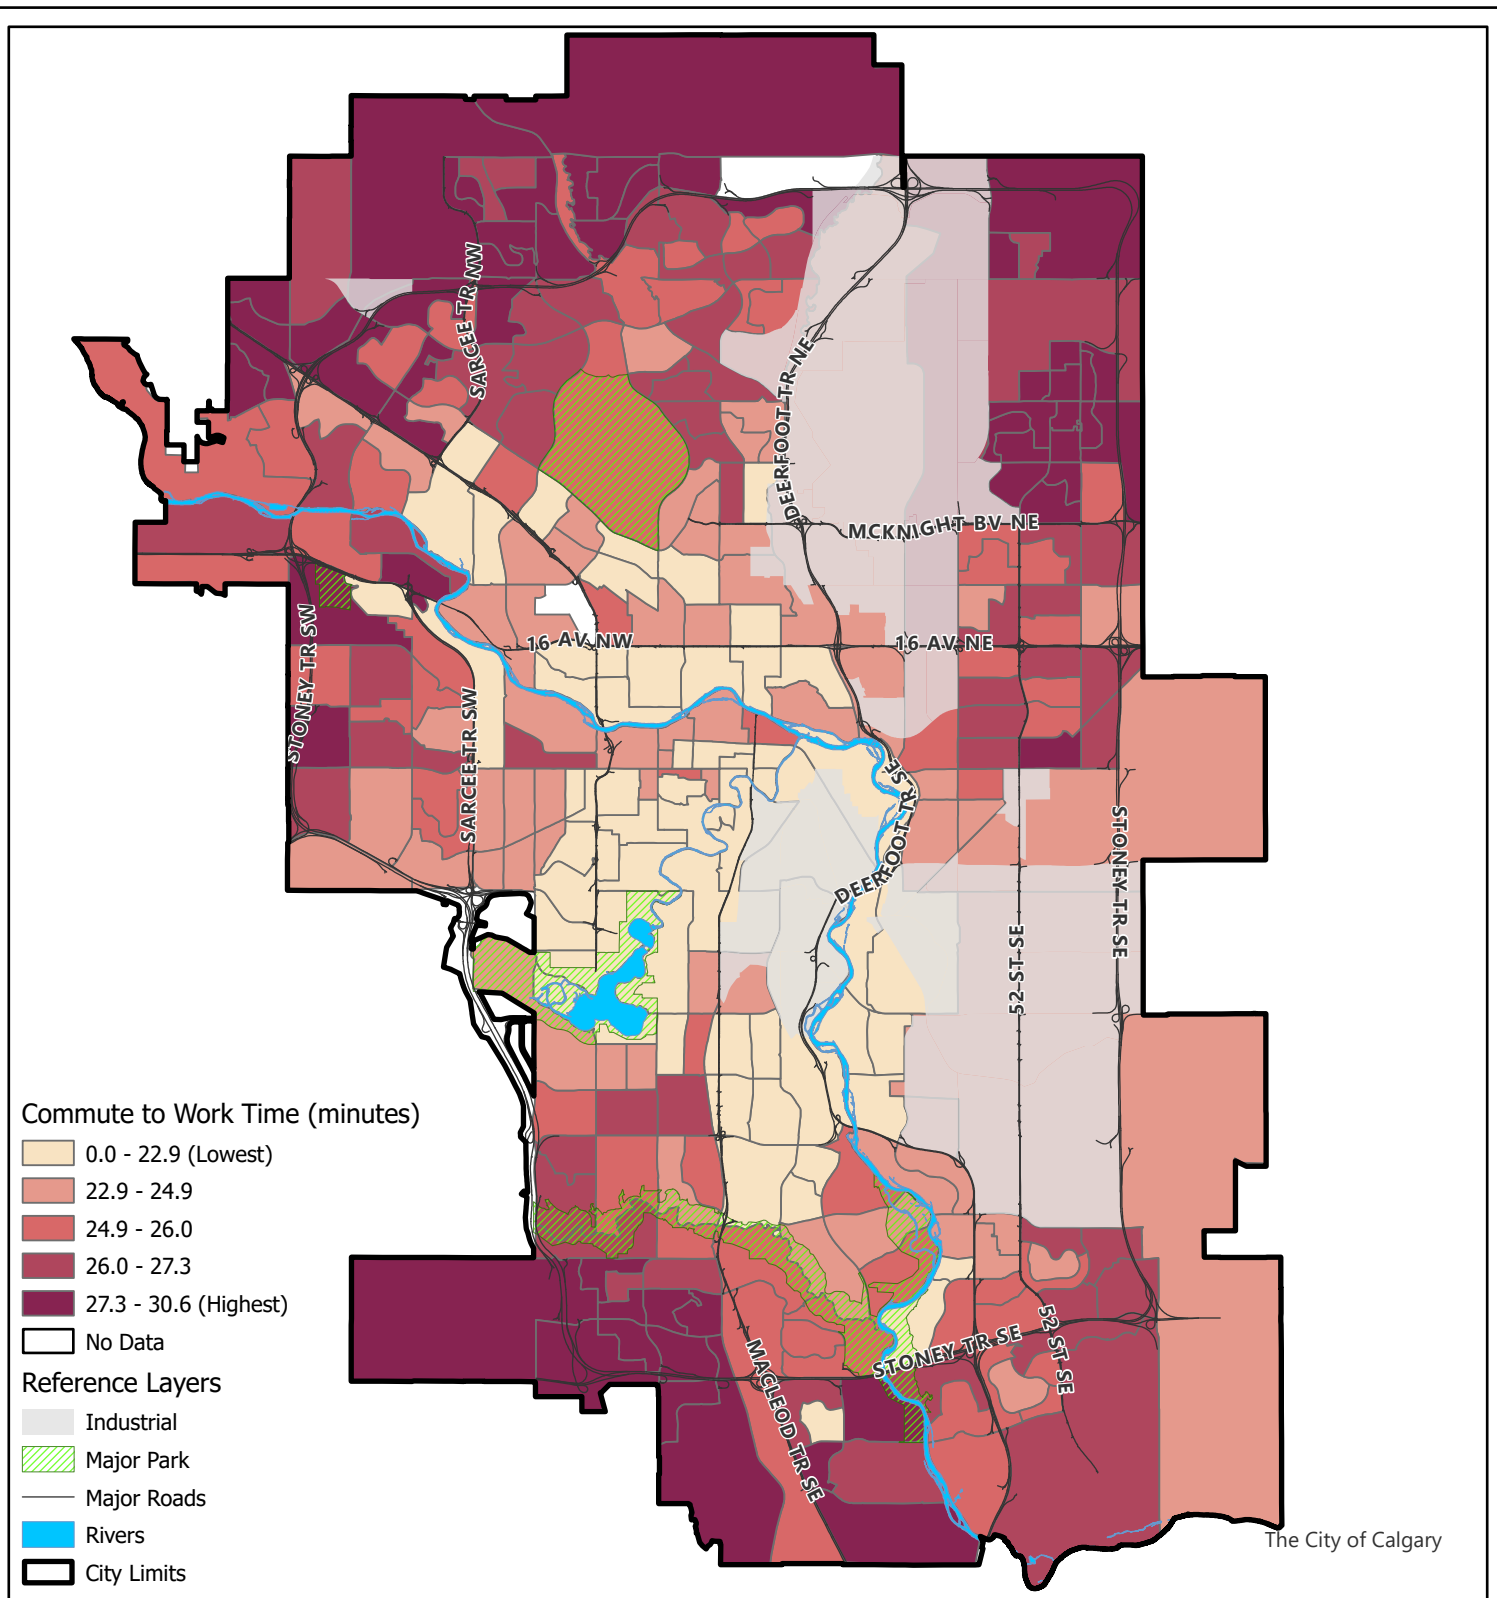 SARCEE TR NW
DEERFOOT TR NE
MCKNIGHT BV NE
16 AV NW
16 AV NE
STONEY TR SW
SARCEE TR SW
DEERFOOT TR SE
STONEY TR SE
52 ST SE
Commute to Work Time (minutes)
0.0 - 22.9 (Lowest)
22.9 - 24.9
24.9 - 26.0
26.0 - 27.3
27.3 - 30.6 (Highest)
No Data
Reference Layers
Industrial
Major Park
Major Roads
Rivers
City Limits
STONEY TR SE
52 ST SE
MACLEOD TR SE
The City of Calgary